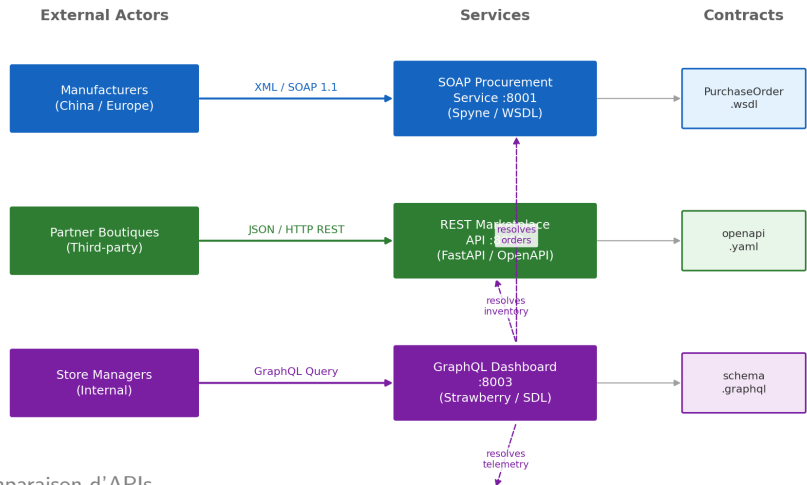 External Actors
Services
Contracts
Manufacturers
(China / Europe)
XML / SOAP 1.1
SOAP Procurement
Service :8001
(Spyne / WSDL)
PurchaseOrder
.wsdl
Partner Boutiques
(Third-party)
JSON / HTTP REST
REST Marketplace
API
(FastAPI / OpenAPI)
resolves
orders
openapi
.yaml
resolves
inventory
Store Managers
(Internal)
GraphQL Query
GraphQL Dashboard
:8003
(Strawberry / SDL)
schema
.graphql
resolves
telemetry
d’APIs